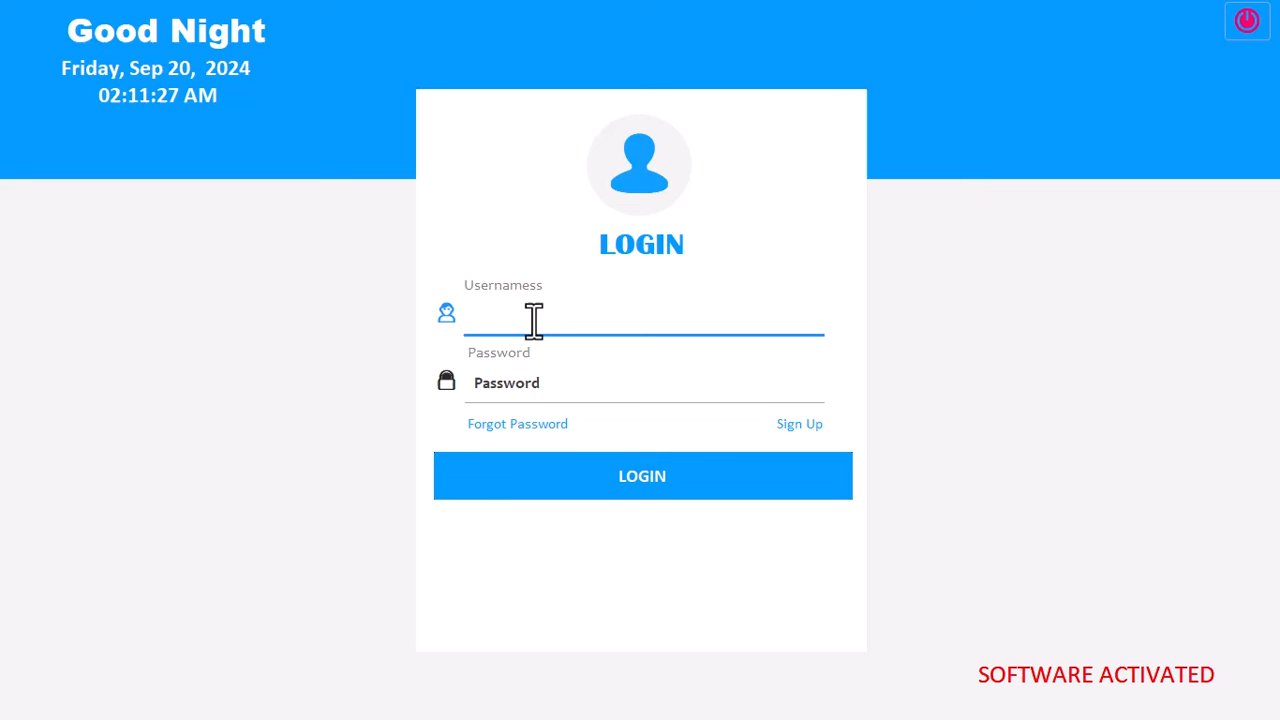 Good Night
Friday, Sep 20,  2024
02:11:27 AM
LOGIN
Usernamess
Password
Password
Forgot Password
Sign Up
LOGIN
SOFTWARE ACTIVATED